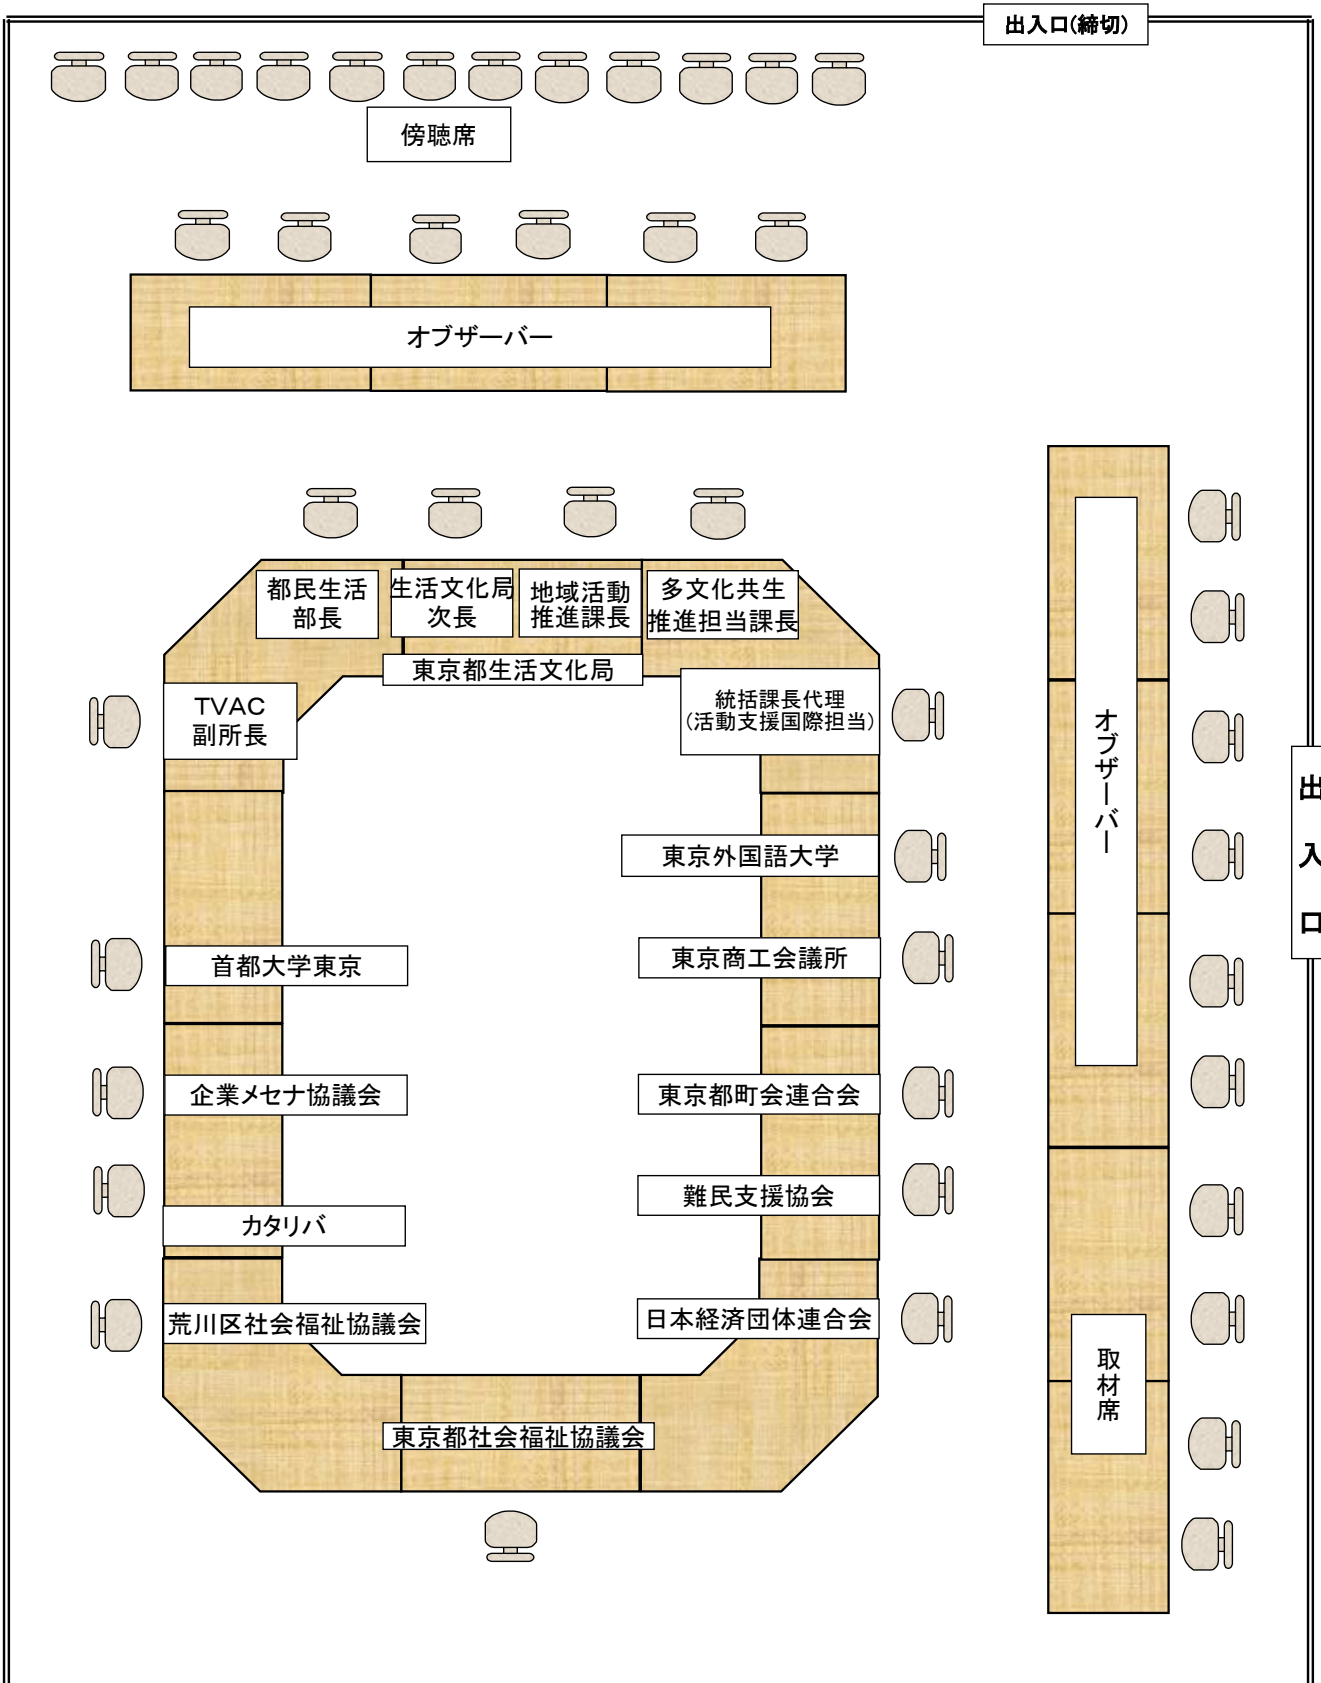 出入口(締切)
傍聴席
オブザーバー
都民生活
部長
生活文化局
次長
地域活動
推進課長
多文化共生
推進担当課長
東京都生活文化局
TVAC
副所長
統括課長代理
(活動支援国際担当)
オブザーバー
出入口
東京外国語大学
首都大学東京
東京商工会議所
企業メセナ協議会
東京都町会連合会
カタリバ
難民支援協会
荒川区社会福祉協議会
日本経済団体連合会
取材席
東京都社会福祉協議会